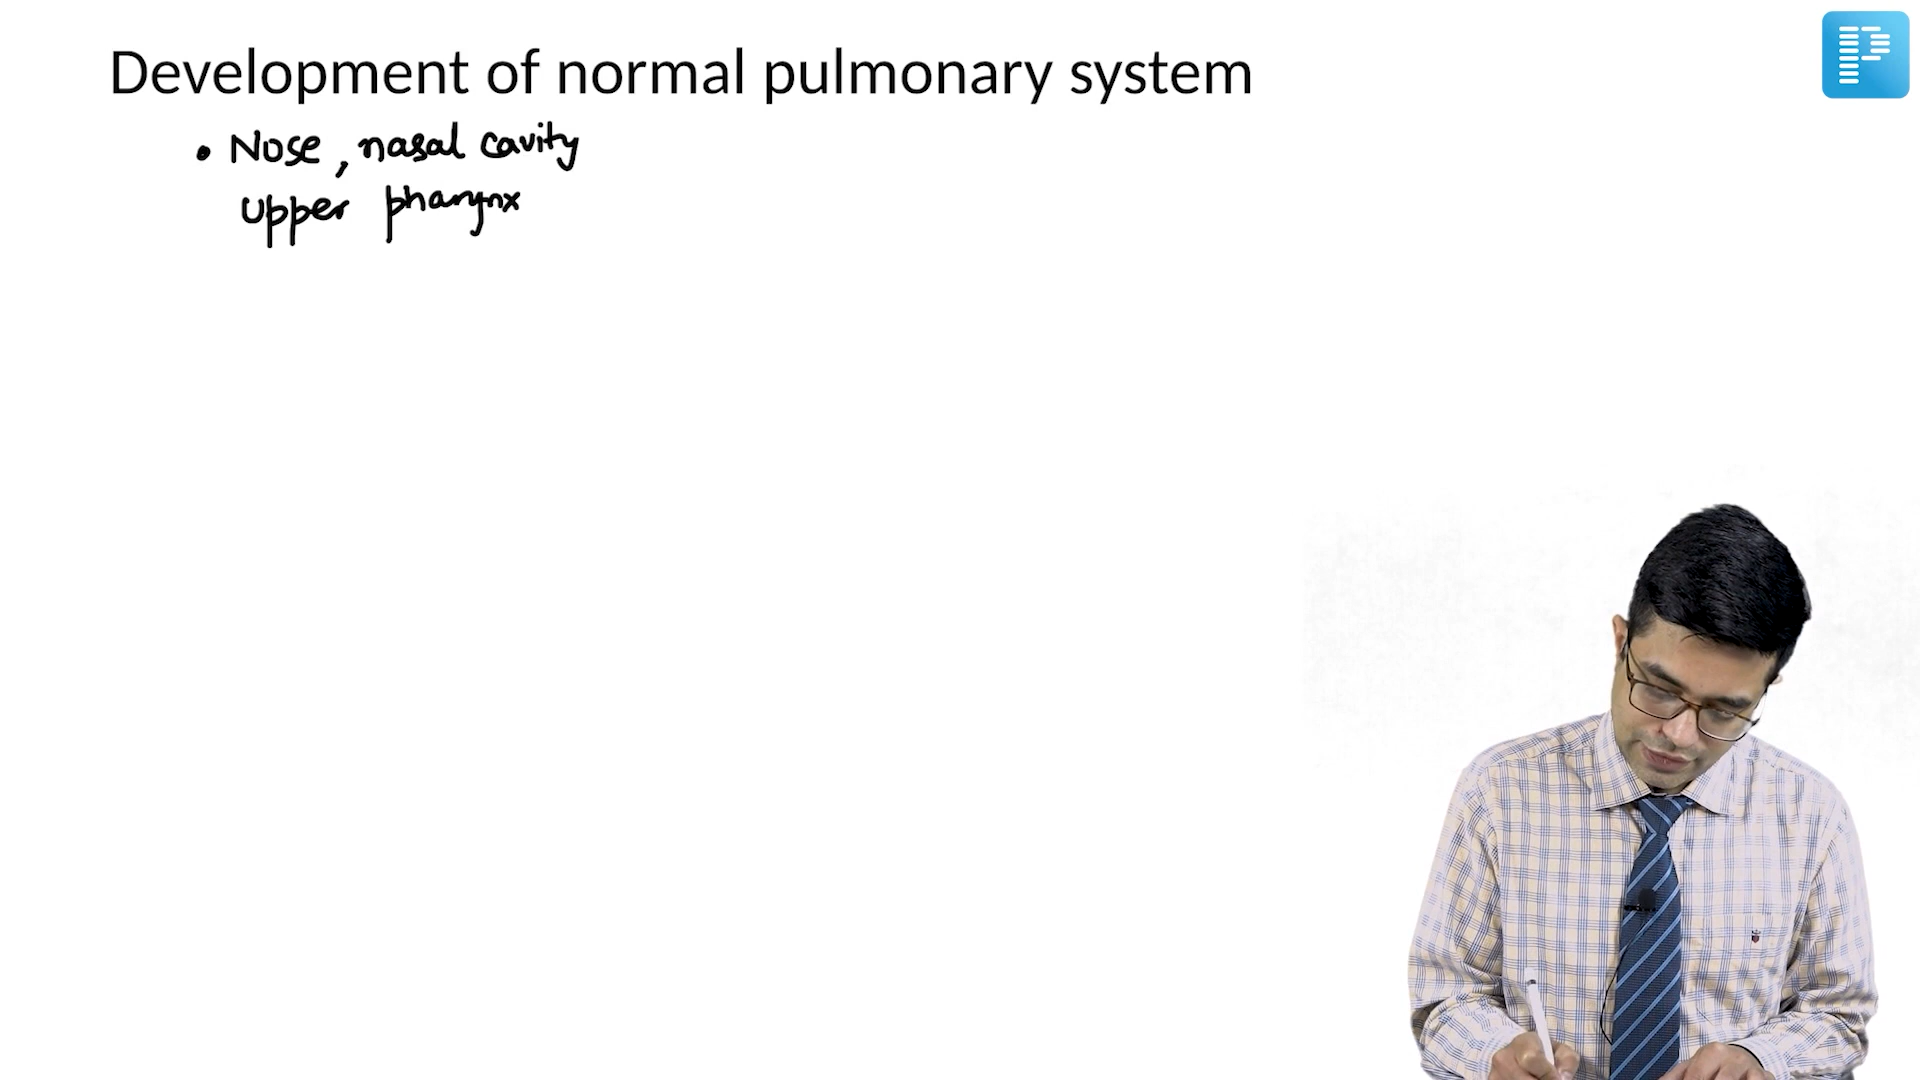 Development of normal pulmonary system
• Nose, nasal cavity
Upper pharynx